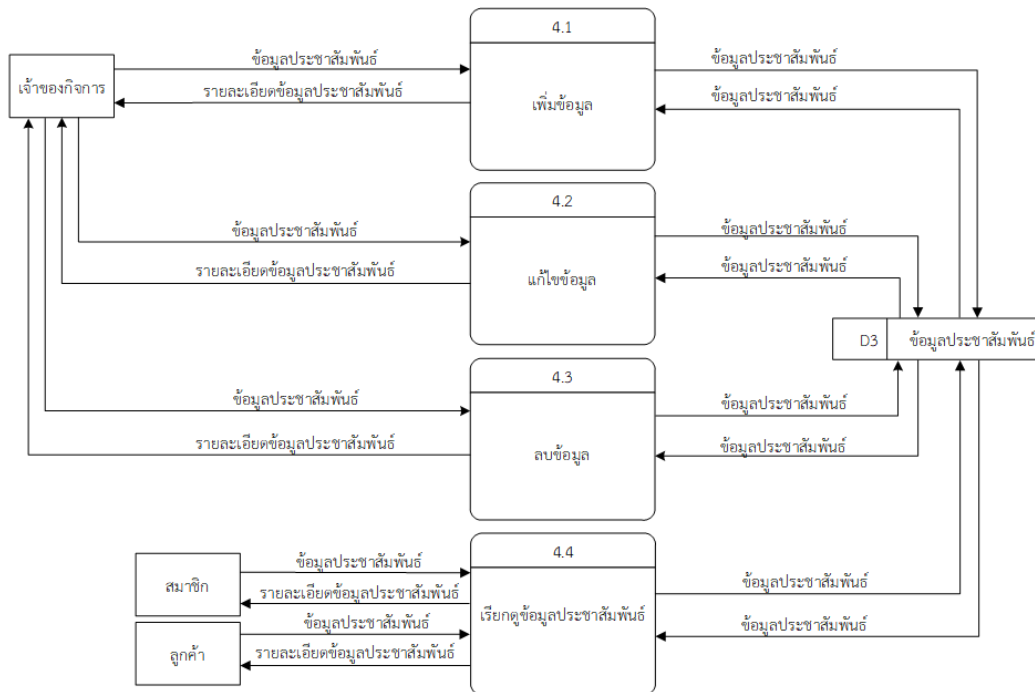 4.1
ข้อมูลประชาสัมพันธ์
ข้อมูลประชาสัมพันธ์
เจ้าของกิจการ
รายละเอียดข้อมูลประชาสัมพันธ์
เพิ่มข้อมูล
ข้อมูลประชาสัมพันธ์
4.2
ข้อมูลประชาสัมพันธ์
ข้อมูลประชาสัมพันธ์
รายละเอียดข้อมูลประชาสัมพันธ์
แก้ไขข้อมูล
ข้อมูลประชาสัมพันธ์
D3
ข้อมูลประชาสัมพันธ์
4.3
ข้อมูลประชาสัมพันธ์
ข้อมูลประชาสัมพันธ์
รายละเอียดข้อมูลประชาสัมพันธ์
ลบข้อมูล
ข้อมูลประชาสัมพันธ์
4.4
ข้อมูลประชาสัมพันธ์
สมาชิก
รายละเอียดข้อมูลประชาสัมพันธ์
ข้อมูลประชาสัมพันธ์
เรียกดูข้อมูลประชาสัมพันธ์
ข้อมูลประชาสัมพันธ์
ลูกค้า
รายละเอียดข้อมูลประชาสัมพันธ์
ข้อมูลประชาสัมพันธ์